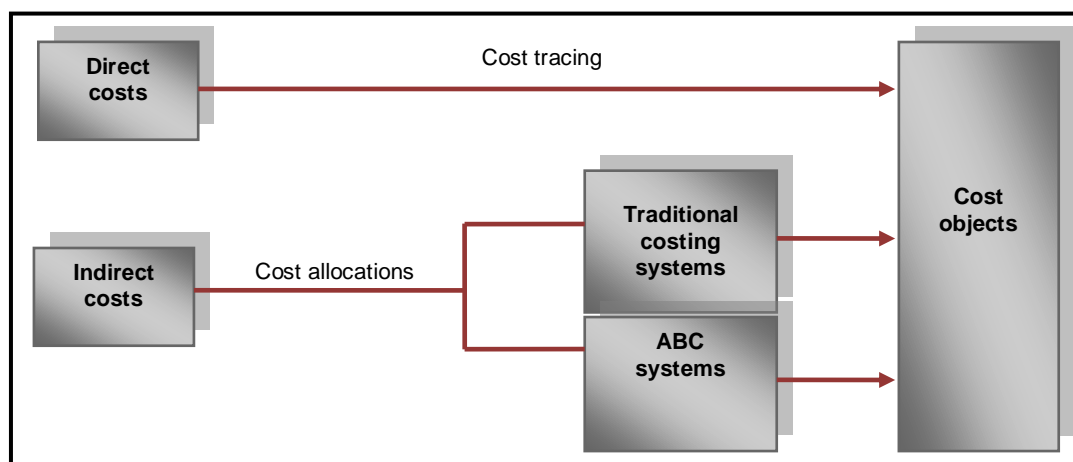 Direct
costs
Cost tracing
Cost
objects
Traditional
costing
systems
Indirect
costs
Cost allocations
ABC
systems